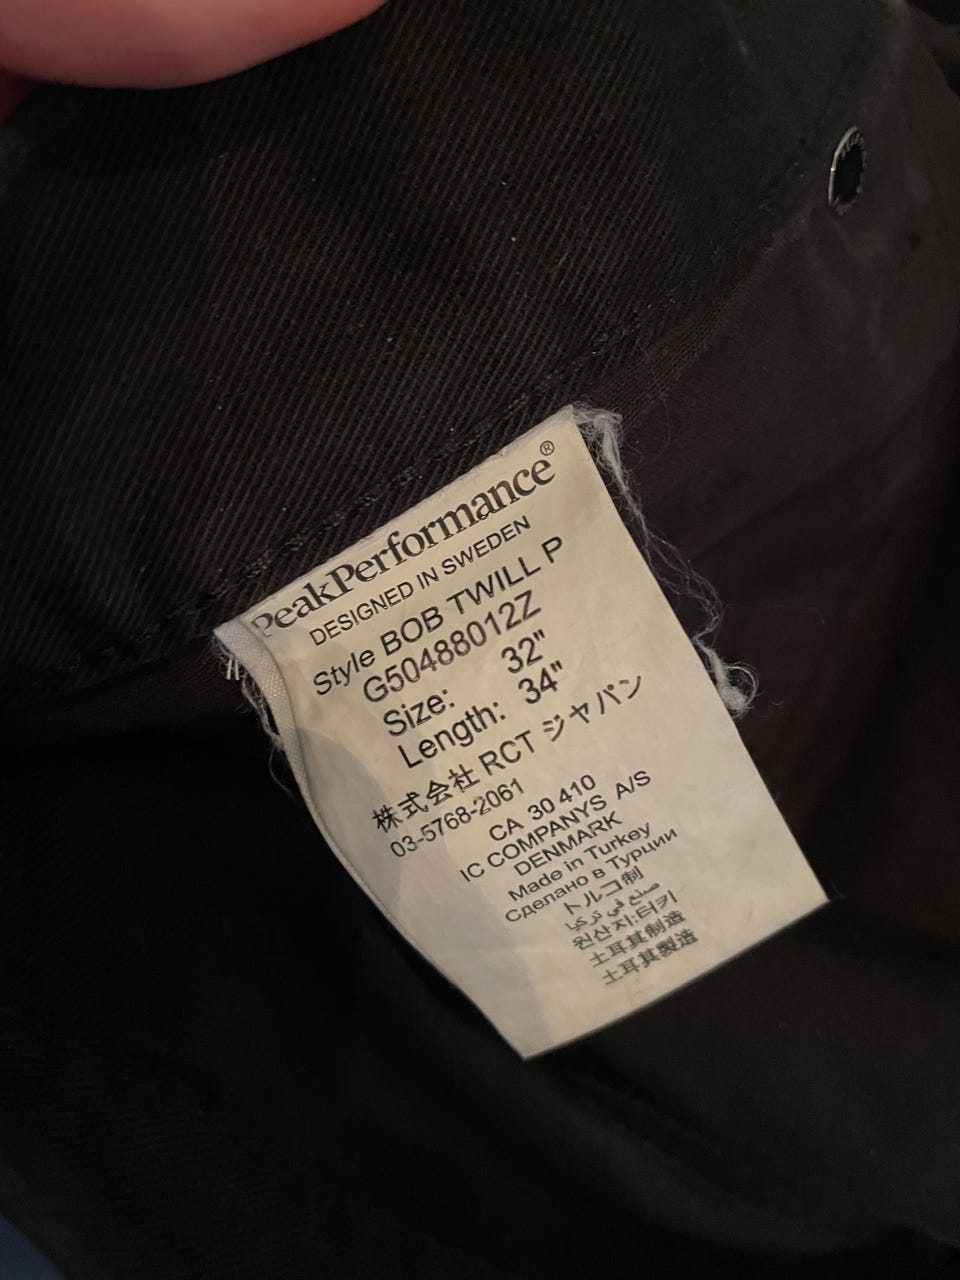 PeakPerformance®
DESIGNED IN SWEDEN
Style BOB TWILL P
G50488012Z
Size: 32"
Length: 34"
株式会社 RCT ジャパン
03-5768-2061
CA 30 410
IC COMPANYS A/S
DENMARK
Made in Turkey
Сделано в Турции
トルコ制
صنع في تركيا
원산지:터키
土耳其制造
土耳其製造